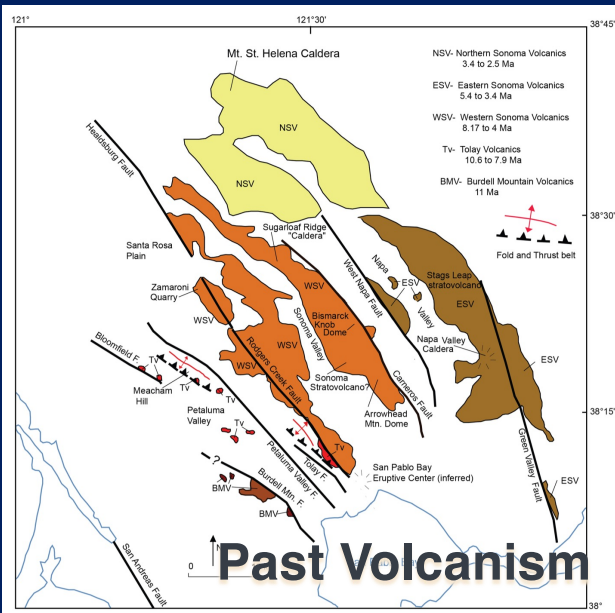 121°
121°30'
38°45'
Mt. St. Helena Caldera
NSV- Northern Sonoma Volcanics
3.4 to 2.5 Ma
ESV- Eastern Sonoma Volcanics
5.4 to 3.4 Ma
WSV- Western Sonoma Volcanics
8.17 to 4 Ma
Tv- Tolay Volcanics
10.6 to 7.9 Ma
BMV- Burdell Mountain Volcanics
11 Ma
Fold and Thrust belt
Healdsburg Fault
NSV
NSV
38°30'
Sugarloaf Ridge
"Caldera"
Santa Rosa
Plain
West Napa Fault
Napa
Valley
ESV
Stags Leap
stratovolcano
ESV
Zamaroni
Quarry
WSV
WSV
Bismarck
Knob
Dome
Sonoma Valley
Napa Valley
Caldera
Bloomfield F.
Tv
Rodgers Creek Fault
WSV
WSV
Sonoma
Stratovolcano?
Carneros Fault
ESV
Meacham
Hill
Tv
Tv
Arrowhead
Mtn. Dome
38°15'
Petaluma
Valley
Tv
Tv
Tolay F.
Petaluma Valley F.
Green Valley
Fault
San Pablo Bay
Eruptive Center (inferred)
?
Burdell Mtn. F.
BMV
BMV
ESV
San Andreas Fault
N
0
Past Volcanism
38°